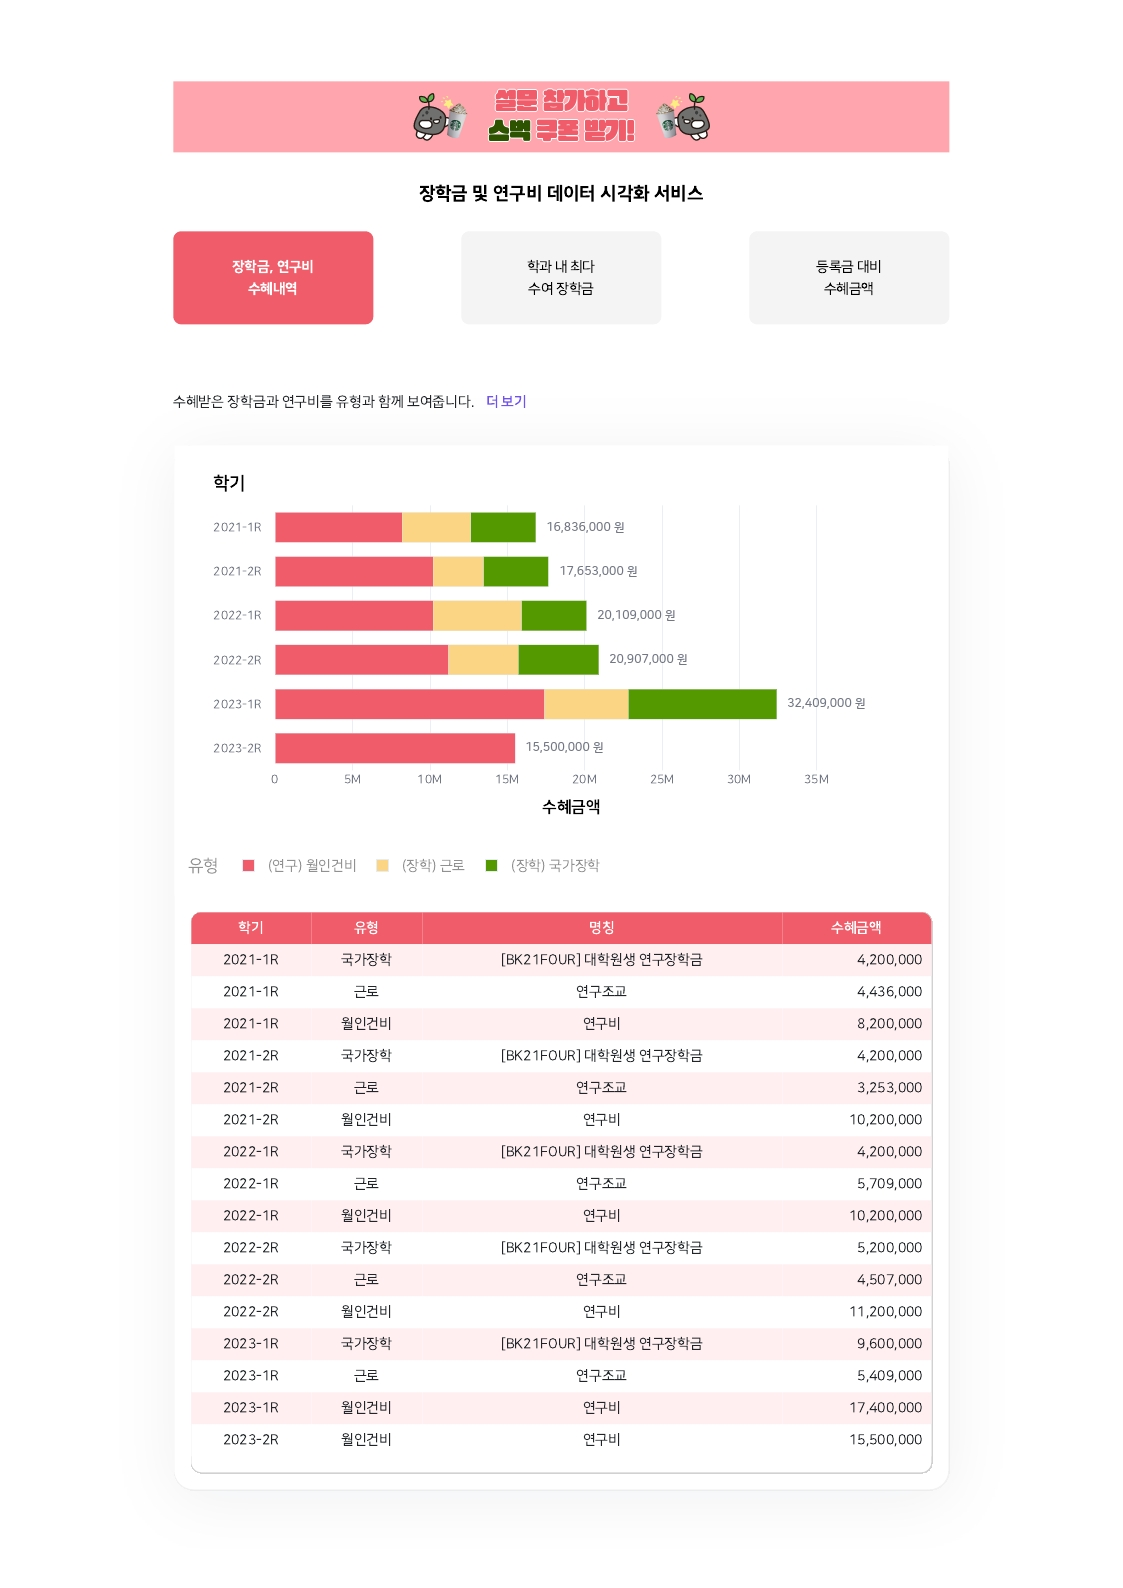 설문 참가하고
스벅 쿠폰 받기!
장학금 및 연구비 데이터 시각화 서비스
장학금, 연구비
수혜내역
학과 내 최다
수여 장학금
등록금 대비
수혜금액
수혜받은 장학금과 연구비를 유형과 함께 보여줍니다. 더 보기
학기
2021-1R 16,836,000 원
2021-2R 17,653,000 원
2022-1R 20,109,000 원
2022-2R 20,907,000 원
2023-1R 32,409,000 원
2023-2R 15,500,000 원
0 5M 10M 15M 20M 25M 30M 35M
수혜금액
유형 (연구) 월인건비 (장학) 근로 (장학) 국가장학
학기 유형 명칭 수혜금액
2021-1R 국가장학 [BK21FOUR] 대학원생 연구장학금 4,200,000
2021-1R 근로 연구조교 4,436,000
2021-1R 월인건비 연구비 8,200,000
2021-2R 국가장학 [BK21FOUR] 대학원생 연구장학금 4,200,000
2021-2R 근로 연구조교 3,253,000
2021-2R 월인건비 연구비 10,200,000
2022-1R 국가장학 [BK21FOUR] 대학원생 연구장학금 4,200,000
2022-1R 근로 연구조교 5,709,000
2022-1R 월인건비 연구비 10,200,000
2022-2R 국가장학 [BK21FOUR] 대학원생 연구장학금 5,200,000
2022-2R 근로 연구조교 4,507,000
2022-2R 월인건비 연구비 11,200,000
2023-1R 국가장학 [BK21FOUR] 대학원생 연구장학금 9,600,000
2023-1R 근로 연구조교 5,409,000
2023-1R 월인건비 연구비 17,400,000
2023-2R 월인건비 연구비 15,500,000